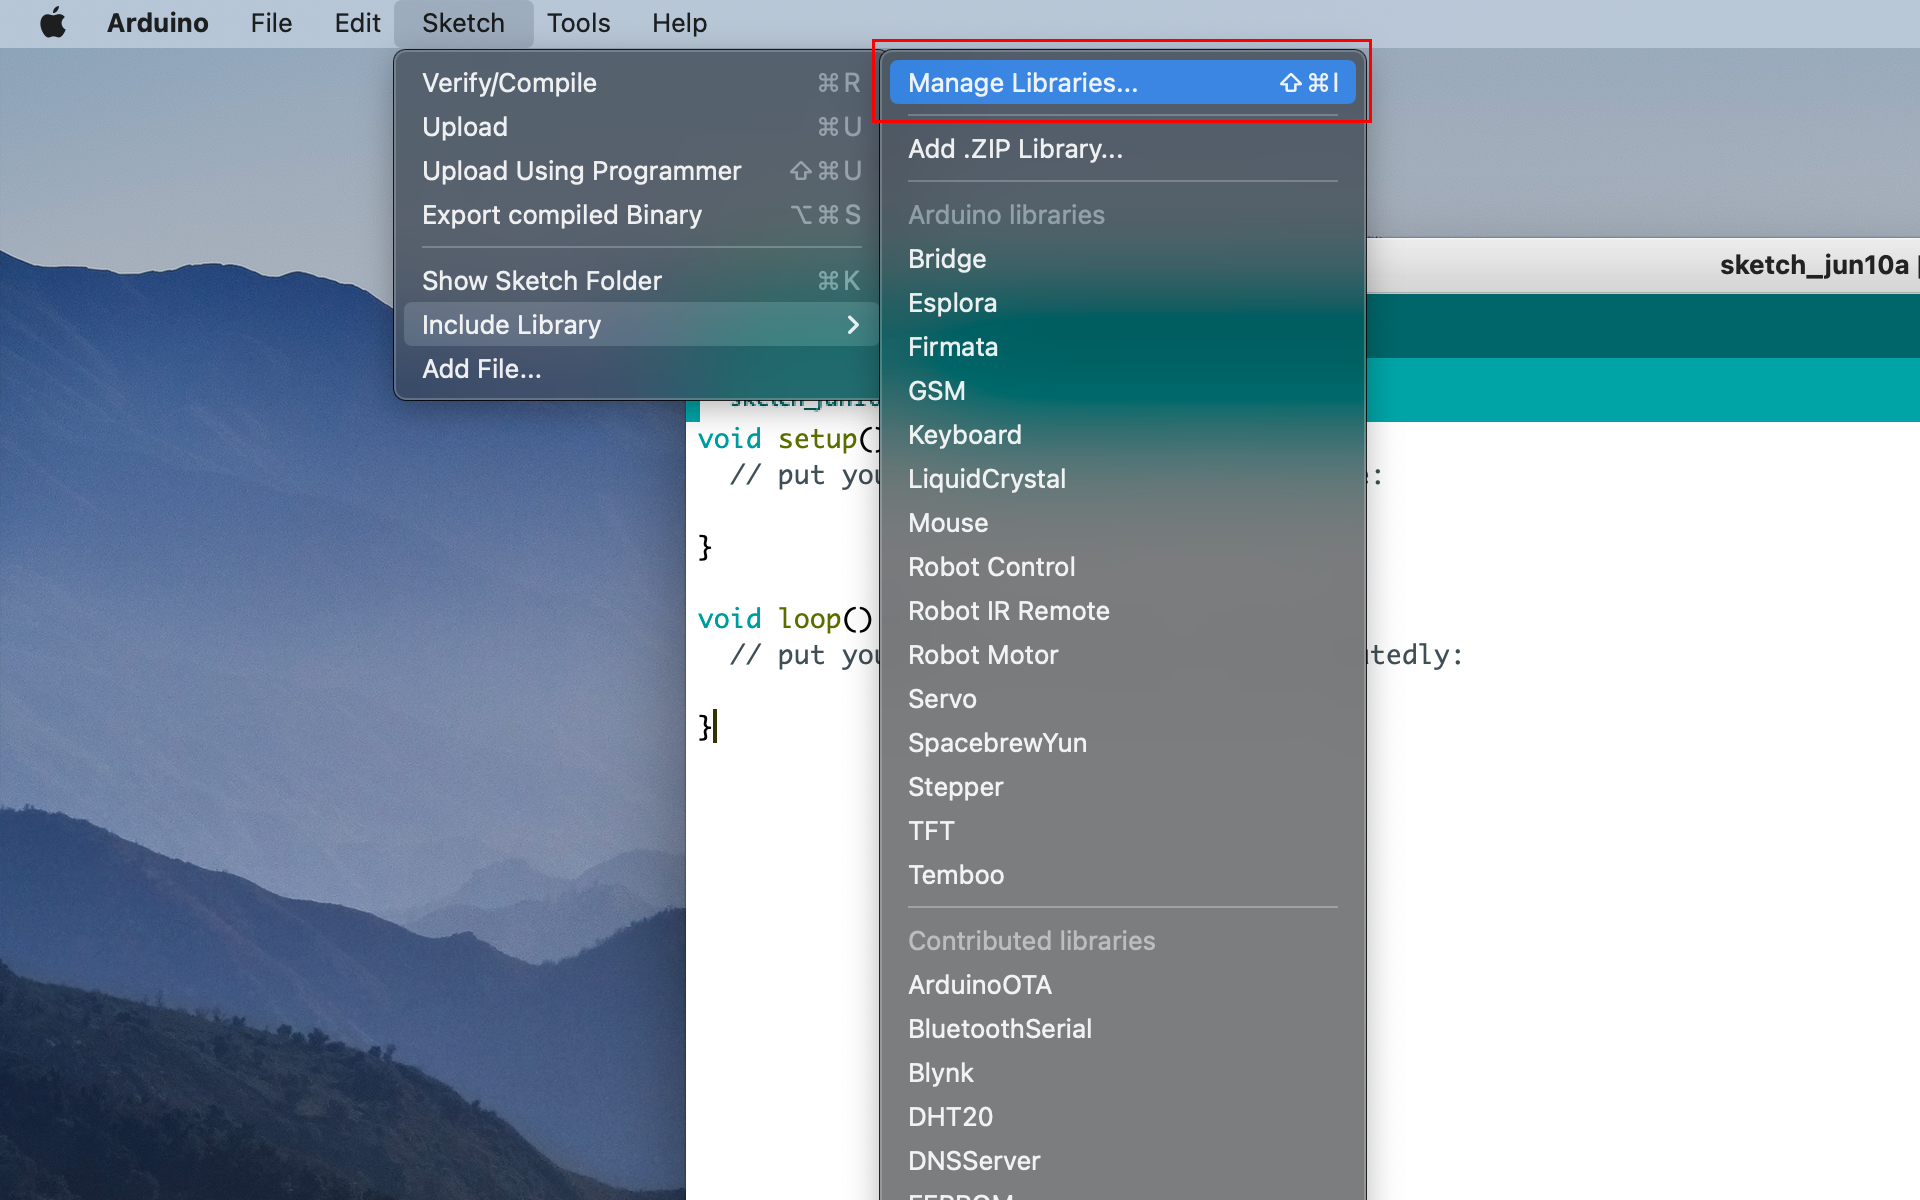 Arduino File Edit Sketch Tools Help
Verify/Compile ⌘R
Upload ⌘U
Upload Using Programmer ⇧⌘U
Export compiled Binary ⌥⌘S
Show Sketch Folder ⌘K
Include Library
Add File...
Manage Libraries... ⇧⌘I
Add .ZIP Library...
Arduino libraries
Bridge
Esplora
Firmata
GSM
Keyboard
LiquidCrystal
Mouse
Robot Control
Robot IR Remote
Robot Motor
Servo
SpacebrewYun
Stepper
TFT
Temboo
Contributed libraries
ArduinoOTA
BluetoothSerial
Blynk
DHT20
DNSServer
sketch_jun10a |
void setup()
// put you :
}
void loop()
// put you tedly:
}